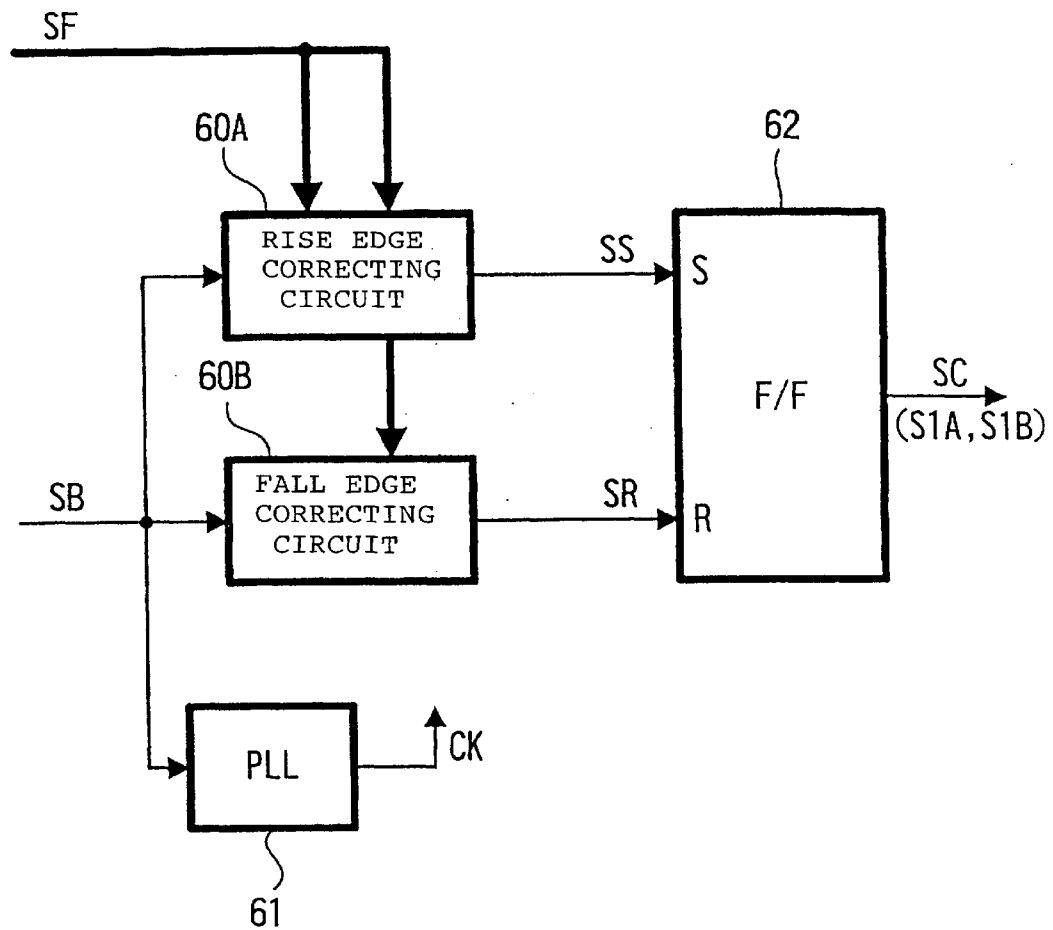 SF
60A
62
RISE EDGE
CORRECTING
CIRCUIT
SS
S
60B
F/F
SC
(S1A,S1B)
FALL EDGE
CORRECTING
CIRCUIT
SB
SR
R
PLL
CK
61